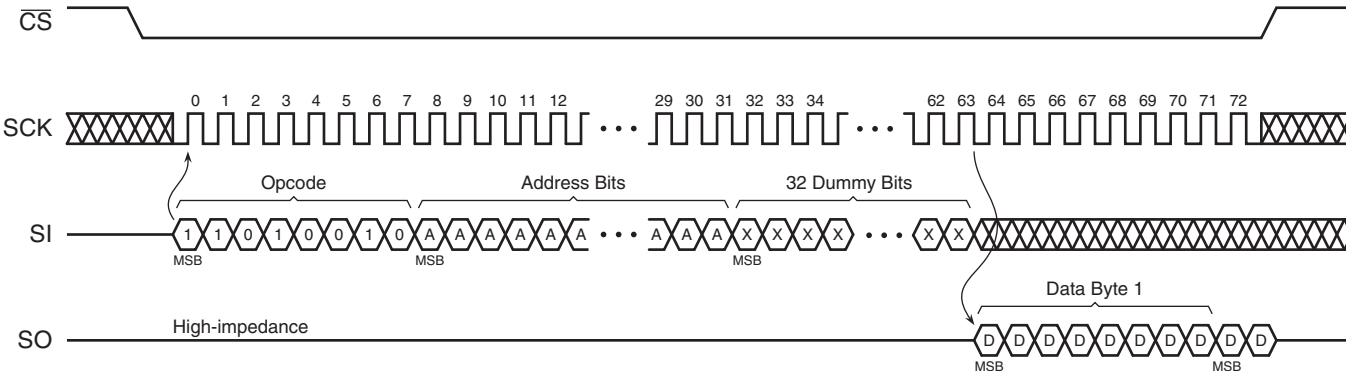 CS
0 1 2 3 4 5 6 7 8 9 10 11 12 29 30 31 32 33 34 62 63 64 65 66 67 68 69 70 71 72
SCK
Opcode Address Bits 32 Dummy Bits
SI 1 1 0 1 0 0 1 0 A A A A A A A A A X X X X X X
MSB MSB MSB
Data Byte 1
High-impedance
SO D D D D D D D D D D
MSB MSB